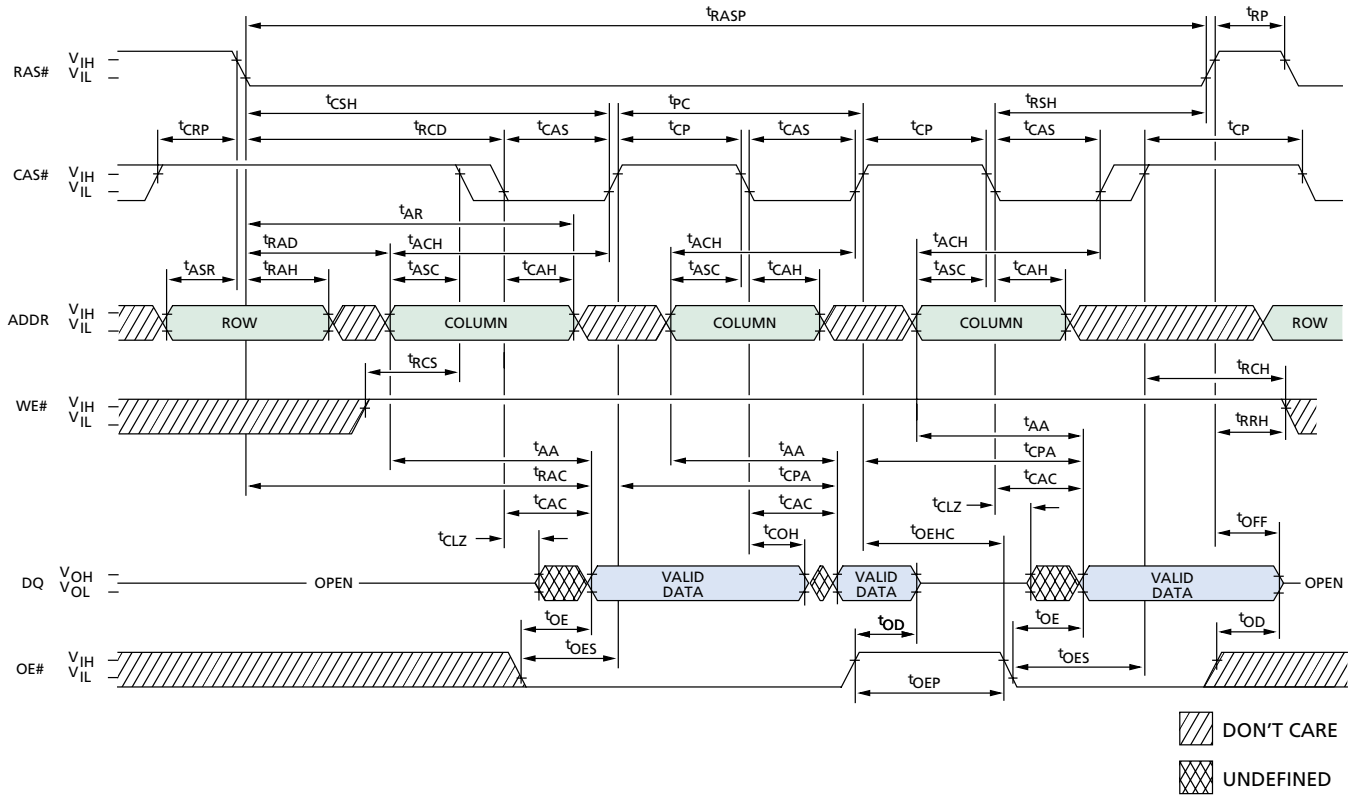 tRASP tRP
RAS# VIH
VIL
tCSH tPC tRSH
tCRP tRCD tCAS tCP tCAS tCP tCAS tCP
CAS# VIH
VIL
tAR
tRAD tACH tACH tACH
tASR tRAH tASC tCAH tASC tCAH tASC tCAH
ADDR VIH
VIL
ROW COLUMN COLUMN COLUMN ROW
tRCS tRCH
WE# VIH
VIL
tRRH
tAA tAA tAA
tRAC tCPA tCPA
tCAC tCAC tCAC
tCLZ tCOH tOEHC tCLZ tOFF
DQ VOH
VOL
OPEN VALID DATA VALID DATA VALID DATA OPEN
tOE tOD tOE tOD
tOES tOES
OE# VIH
VIL
tOEP
DON'T CARE
UNDEFINED